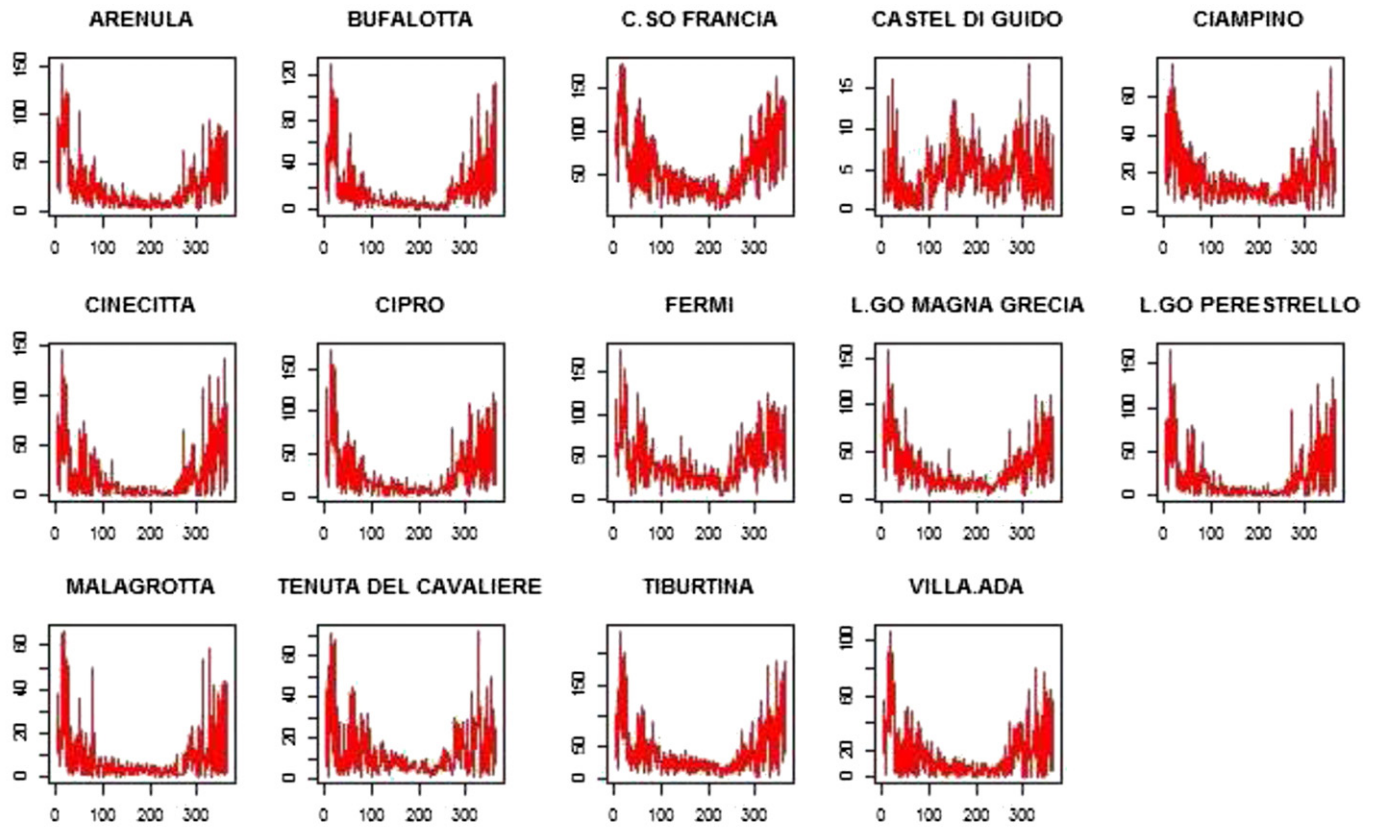 ARENULA
BUFALOTTA
C.SO FRANCIA
CASTEL DI GUIDO
CIAMPINO
0 50 100 150
0 100 200 300
0 40 80 120
0 100 200 300
50 100 150
0 100 200 300
0 5 10 15
0 100 200 300
0 20 40 60
0 100 200 300
CINECITTA
CIPRO
FERMI
L.GO MAGNA GRECIA
L.GO PERESTRELLO
0 50 100 150
0 100 200 300
0 50 100 150
0 100 200 300
0 50 100 150
0 100 200 300
0 50 100 150
0 100 200 300
0 50 100 150
0 100 200 300
MALAGROTTA
TENUTA DEL CAVALIERE
TIBURTINA
VILLA.ADA
0 20 40 60
0 100 200 300
0 20 40 60
0 100 200 300
0 50 150
0 100 200 300
0 20 60 100
0 100 200 300